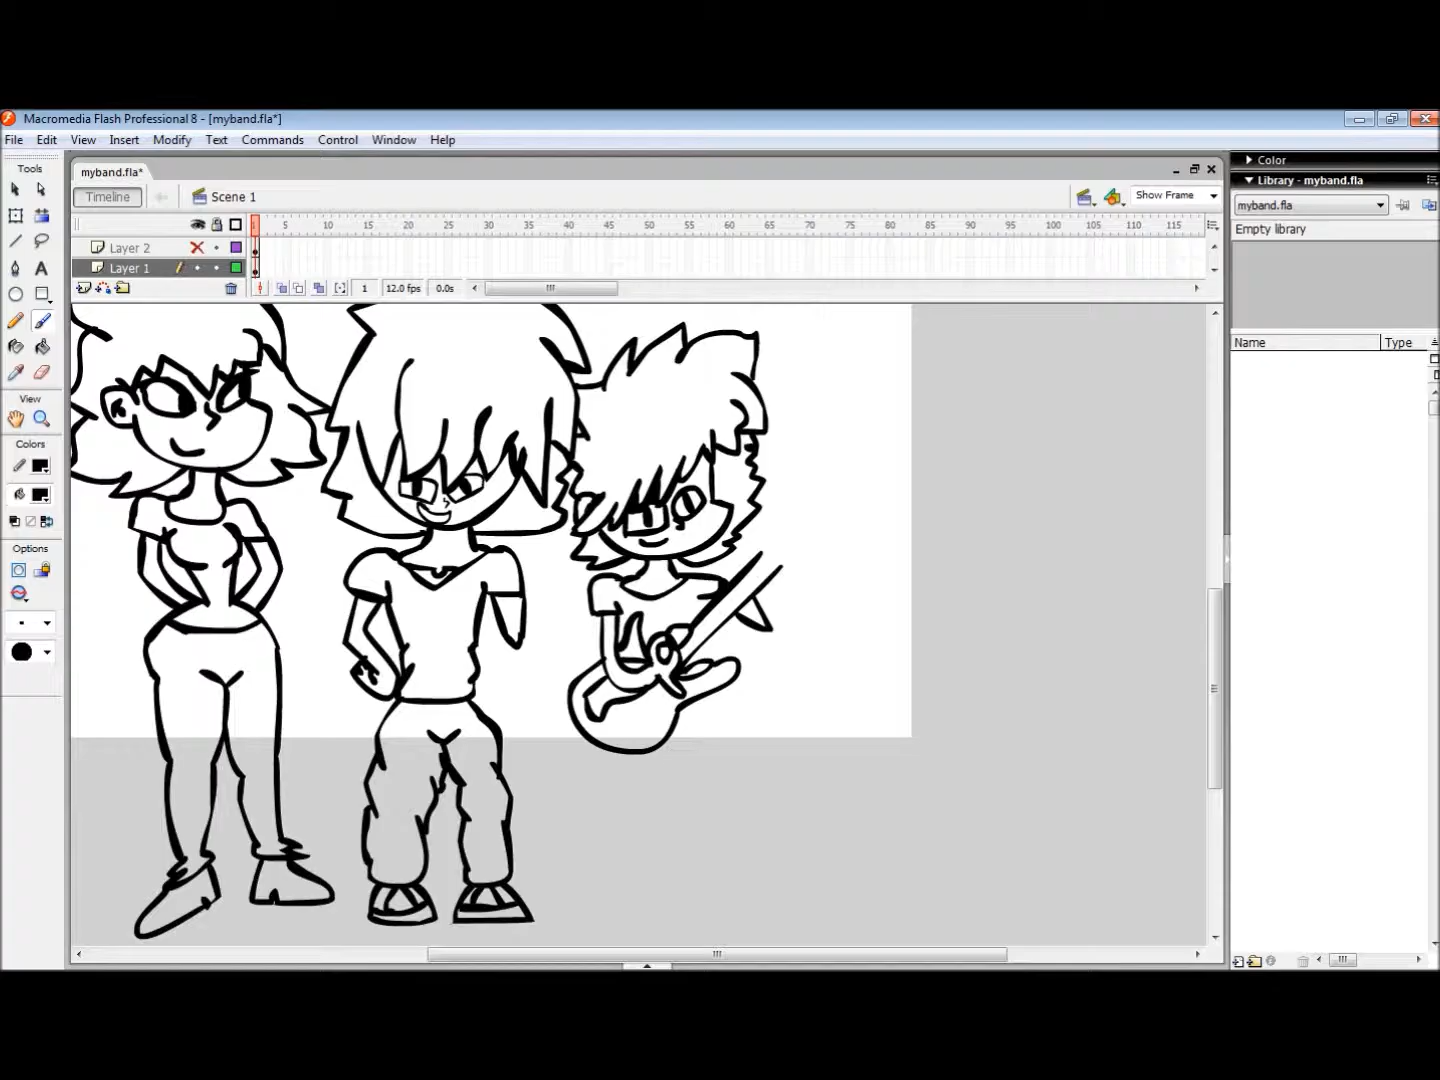 Macromedia Flash Professional 8 - [myband.fla*]
File Edit View Insert Modify Text Commands Control Window Help
Tools
myband.fla*
Color
Library - myband.fla
Timeline
Scene 1
Show Frame
myband.fla
5 10 15 20 25 30 35 40 45 50 55 60 65 70 75 80 85 90 95 100 105 110 115
Empty library
Layer 2
Layer 1
1 12.0 fps 0.0s
A
Name Type
View
Colors
Options